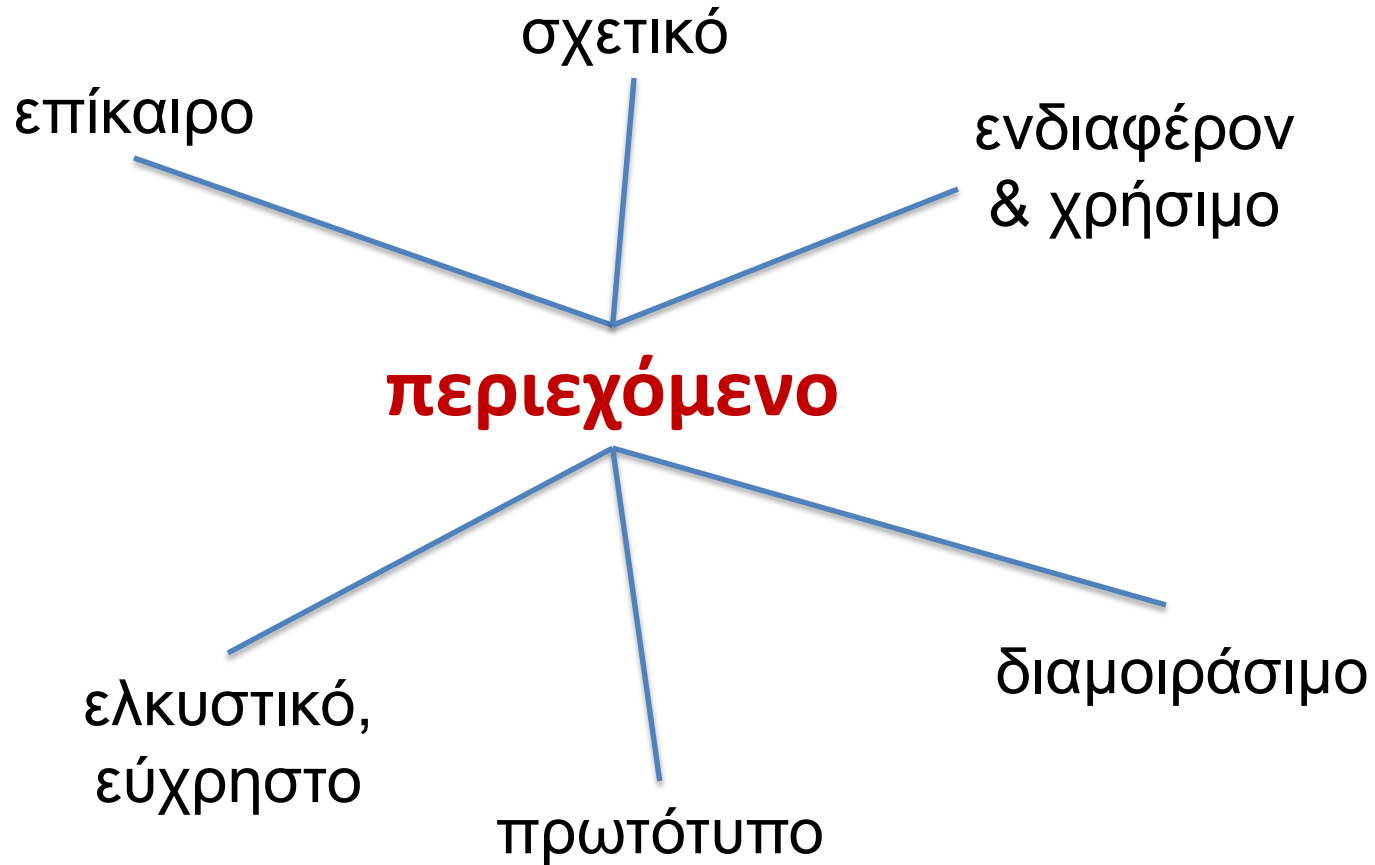 σχετικό
επίκαιρο
ενδιαφέρον
& χρήσιμο
περιεχόμενο
ελκυστικό,
εύχρηστο
διαμοιράσιμο
πρωτότυπο